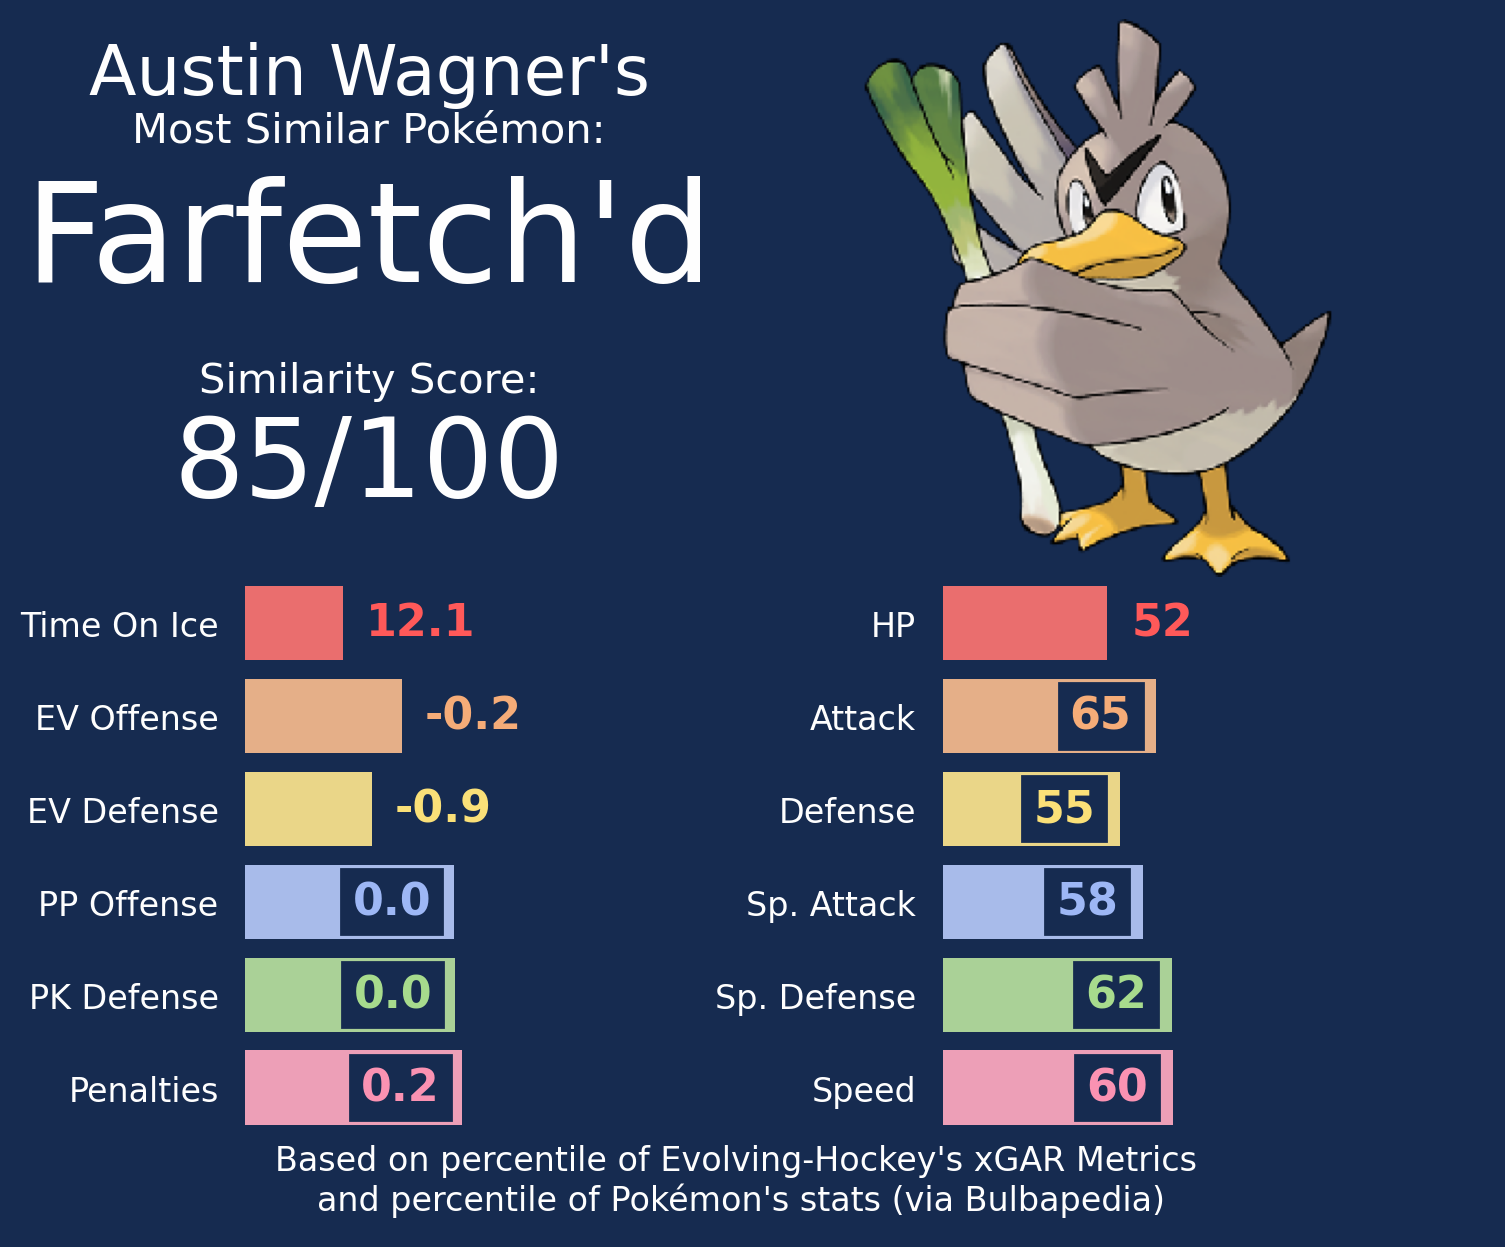 Austin Wagner's
Most Similar Pokémon:
Farfetch'd
Similarity Score:
85/100
Time On Ice 12.1
EV Offense -0.2
EV Defense -0.9
PP Offense 0.0
PK Defense 0.0
Penalties 0.2
HP 52
Attack 65
Defense 55
Sp. Attack 58
Sp. Defense 62
Speed 60
Based on percentile of Evolving-Hockey's xGAR Metrics
and percentile of Pokémon's stats (via Bulbapedia)